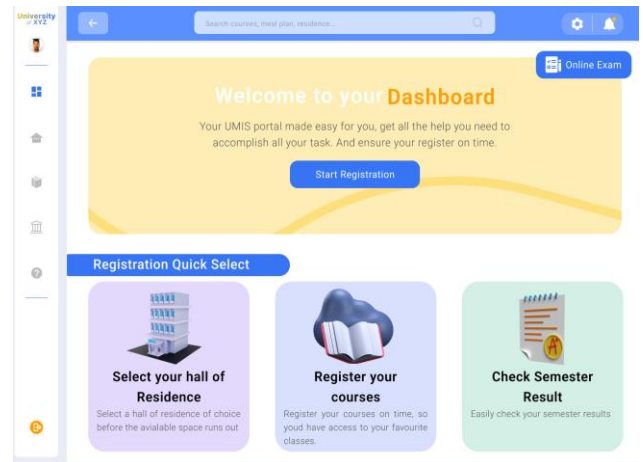 University
of XYZ
Search courses, meal plan, residence...
Online Exam
Welcome to your Dashboard
Your UMIS portal made easy for you, get all the help you need to
accomplish all your task. And ensure your register on time.
Start Registration
Registration Quick Select
Select your hall of
Residence
Select a hall of residence of choice
before the avialable space runs out
Register your
courses
Register your courses on time, so
youd have access to your favourite
classes.
A+
Check Semester
Result
Easily check your semester results